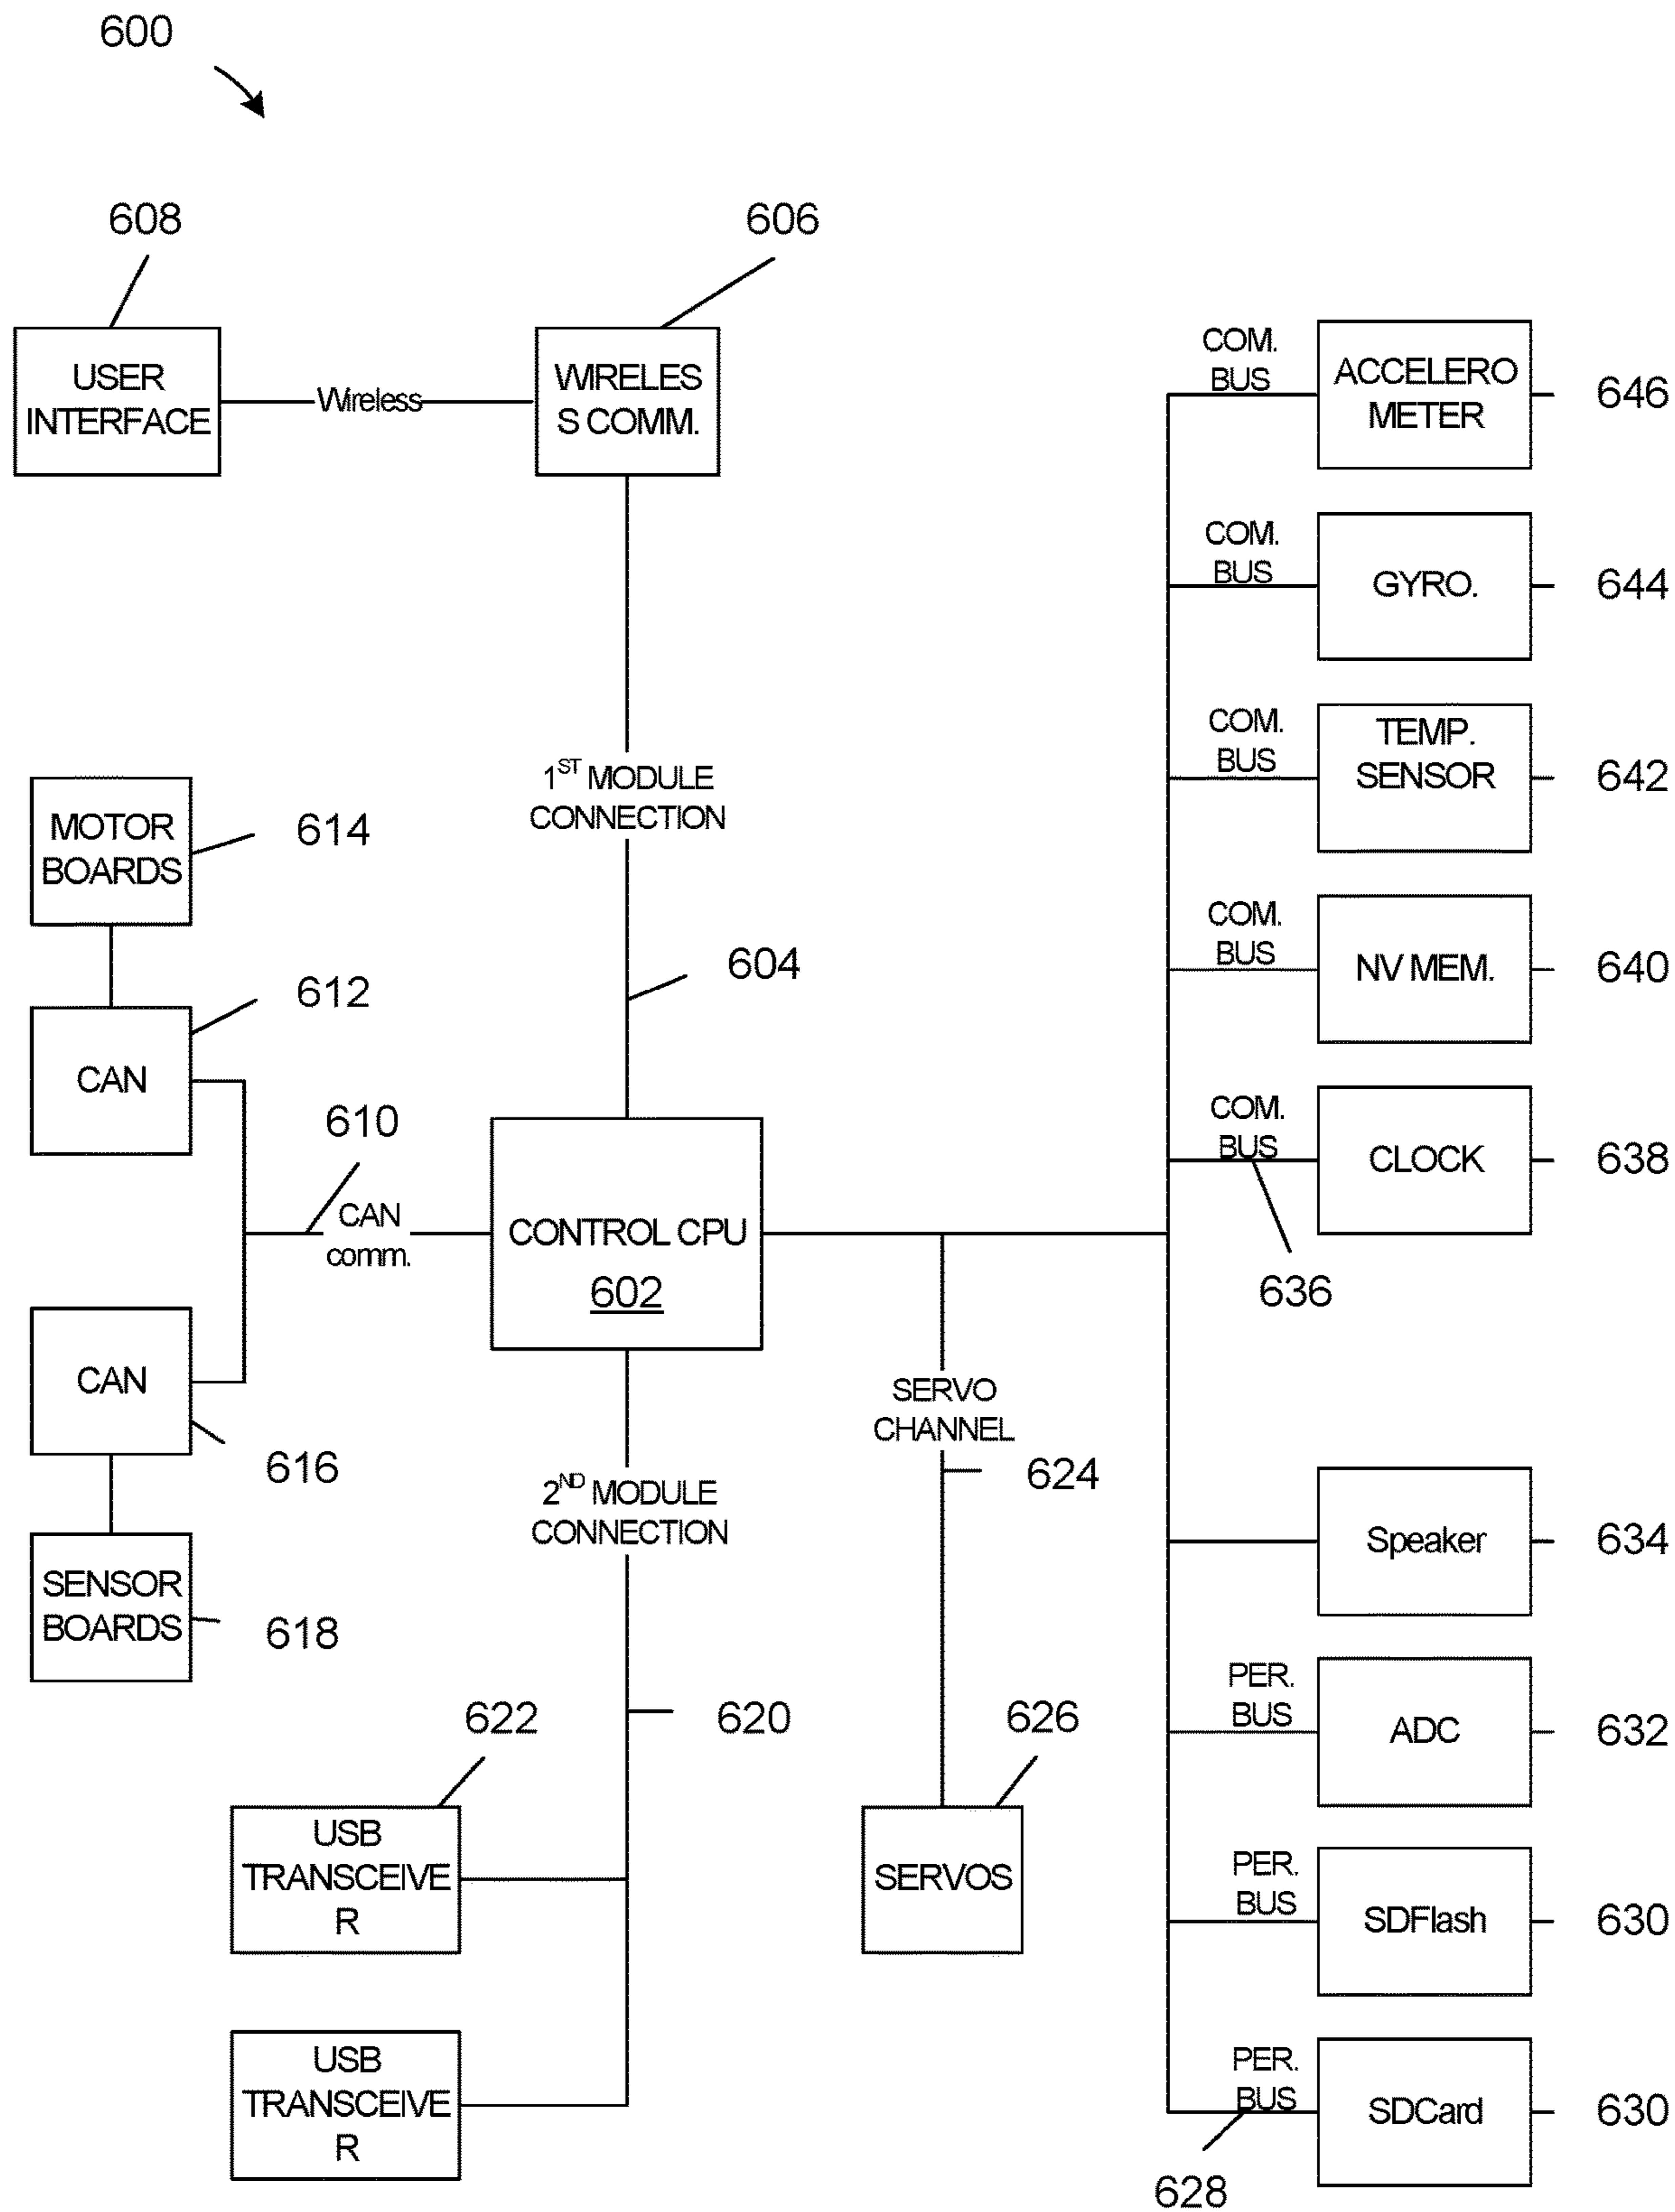 600
608
606
USER
INTERFACE
Wireless
WIRELES
S COMM.
COM.
BUS
ACCELERO
METER
646
COM.
BUS
GYRO.
644
COM.
BUS
TEMP.
SENSOR
642
1ST MODULE
CONNECTION
MOTOR
BOARDS
614
COM.
BUS
NV MEM.
640
604
612
CAN
COM.
BUS
CLOCK
638
636
610
CAN
comm.
CONTROL CPU
602
CAN
616
SERVO
CHANNEL
624
2ND MODULE
CONNECTION
SENSOR
BOARDS
618
Speaker
634
PER.
BUS
ADC
632
622
620
626
USB
TRANSCEIVE
R
SERVOS
PER.
BUS
SDFlash
630
USB
TRANSCEIVE
R
PER.
BUS
SDCard
630
628